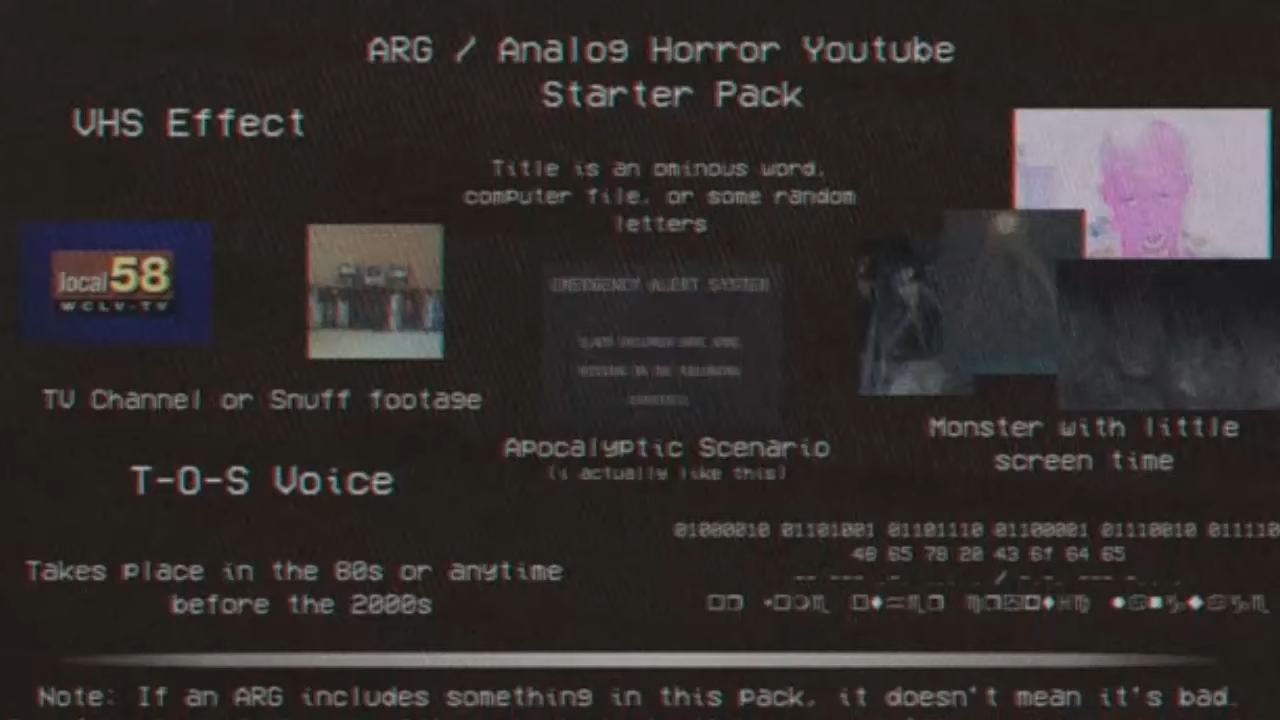 ARG / Analog Horror Youtube
Starter Pack
VHS Effect
Title is an ominous word,
computer file, or some random
letters
local 58
WCLV-TV
EMERGENCY ALERT SYSTEM
TV Channel or Snuff footage
Apocalyptic Scenario
(i actually like this)
Monster with little
screen time
T-O-S Voice
01000010 01101001 01101110 01100001 01110010 011110
48 65 78 20 43 6f 64 65
Takes place in the 80s or anytime
before the 2000s
Note: If an ARG includes something in this pack, it doesn't mean it's bad.